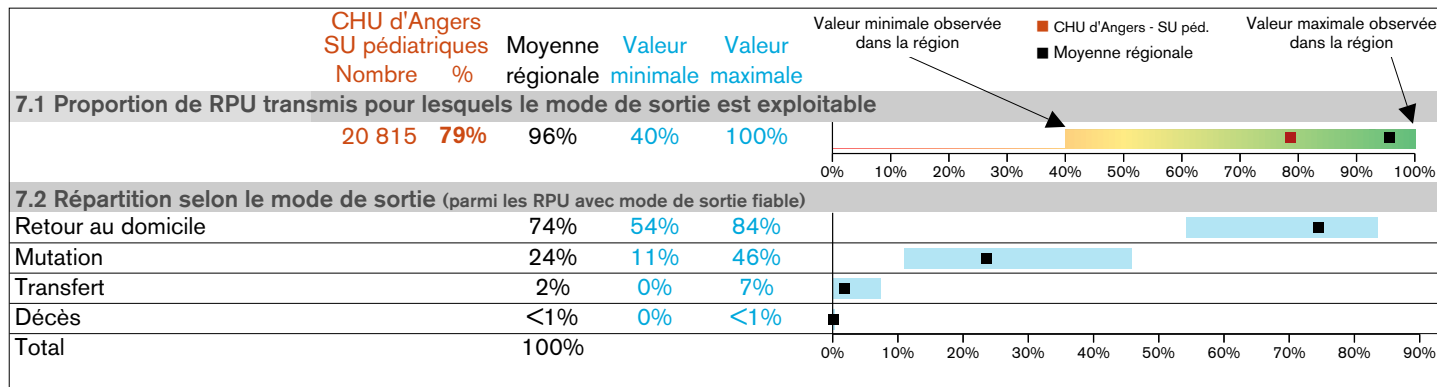 CHU d'Angers
SU pédiatriques
Nombre %
Moyenne
régionale
Valeur
minimale
Valeur
maximale
Valeur minimale observée
dans la région
CHU d'Angers - SU péd.
Moyenne régionale
Valeur maximale observée
dans la région
7.1 Proportion de RPU transmis pour lesquels le mode de sortie est exploitable
20 815 79% 96% 40% 100%
0% 10% 20% 30% 40% 50% 60% 70% 80% 90% 100%
7.2 Répartition selon le mode de sortie (parmi les RPU avec mode de sortie fiable)
Retour au domicile 74% 54% 84%
Mutation 24% 11% 46%
Transfert 2% 0% 7%
Décès <1% 0% <1%
Total 100%
0% 10% 20% 30% 40% 50% 60% 70% 80% 90%